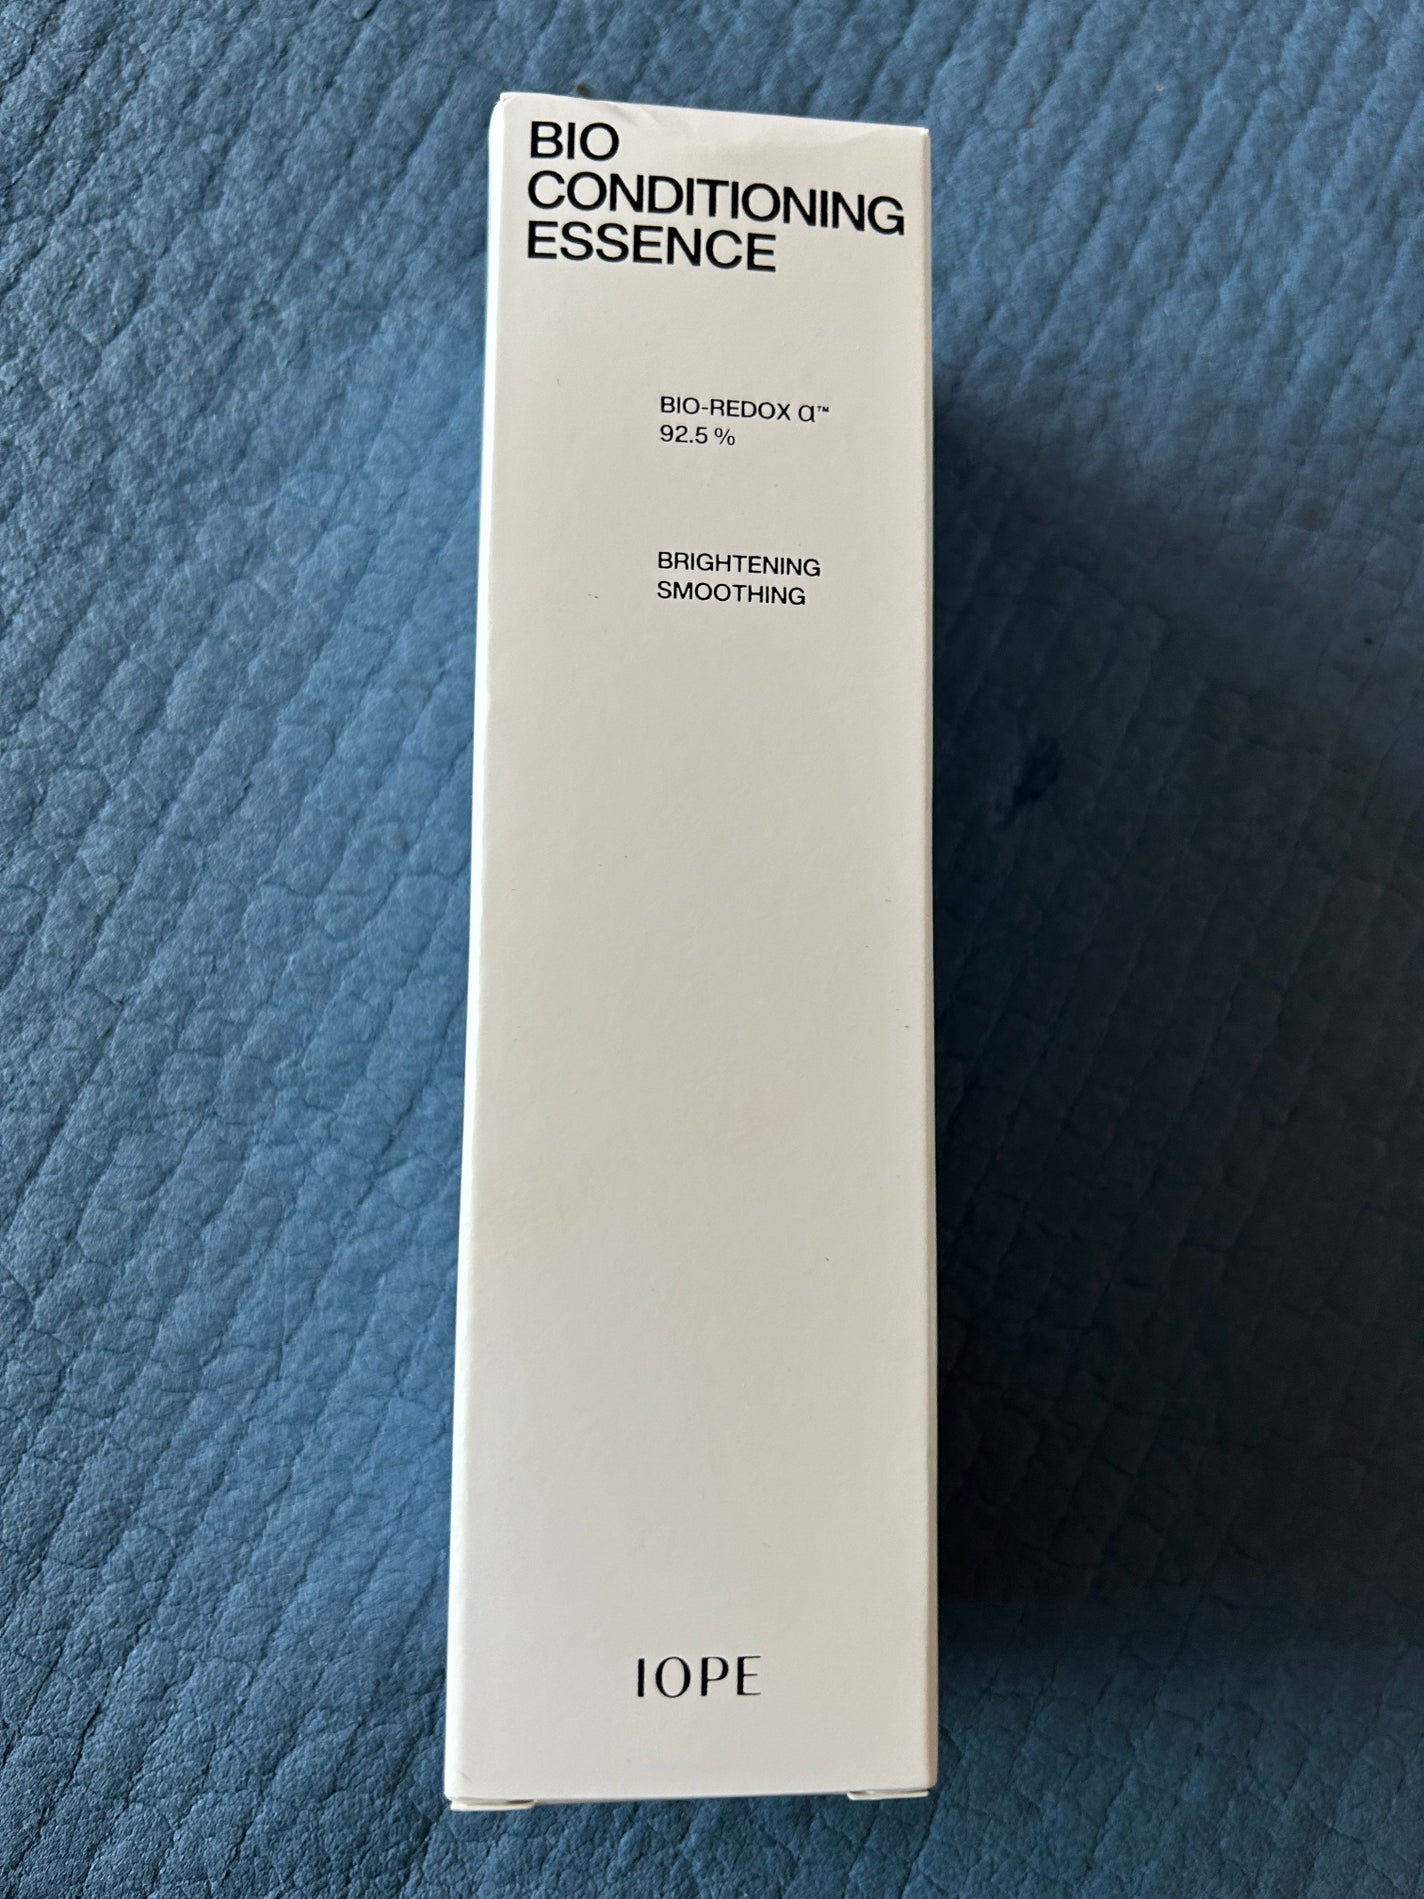 BIO
CONDITIONING
ESSENCE
BIO-REDOX α™
92.5 %
BRIGHTENING
SMOOTHING
IOPE